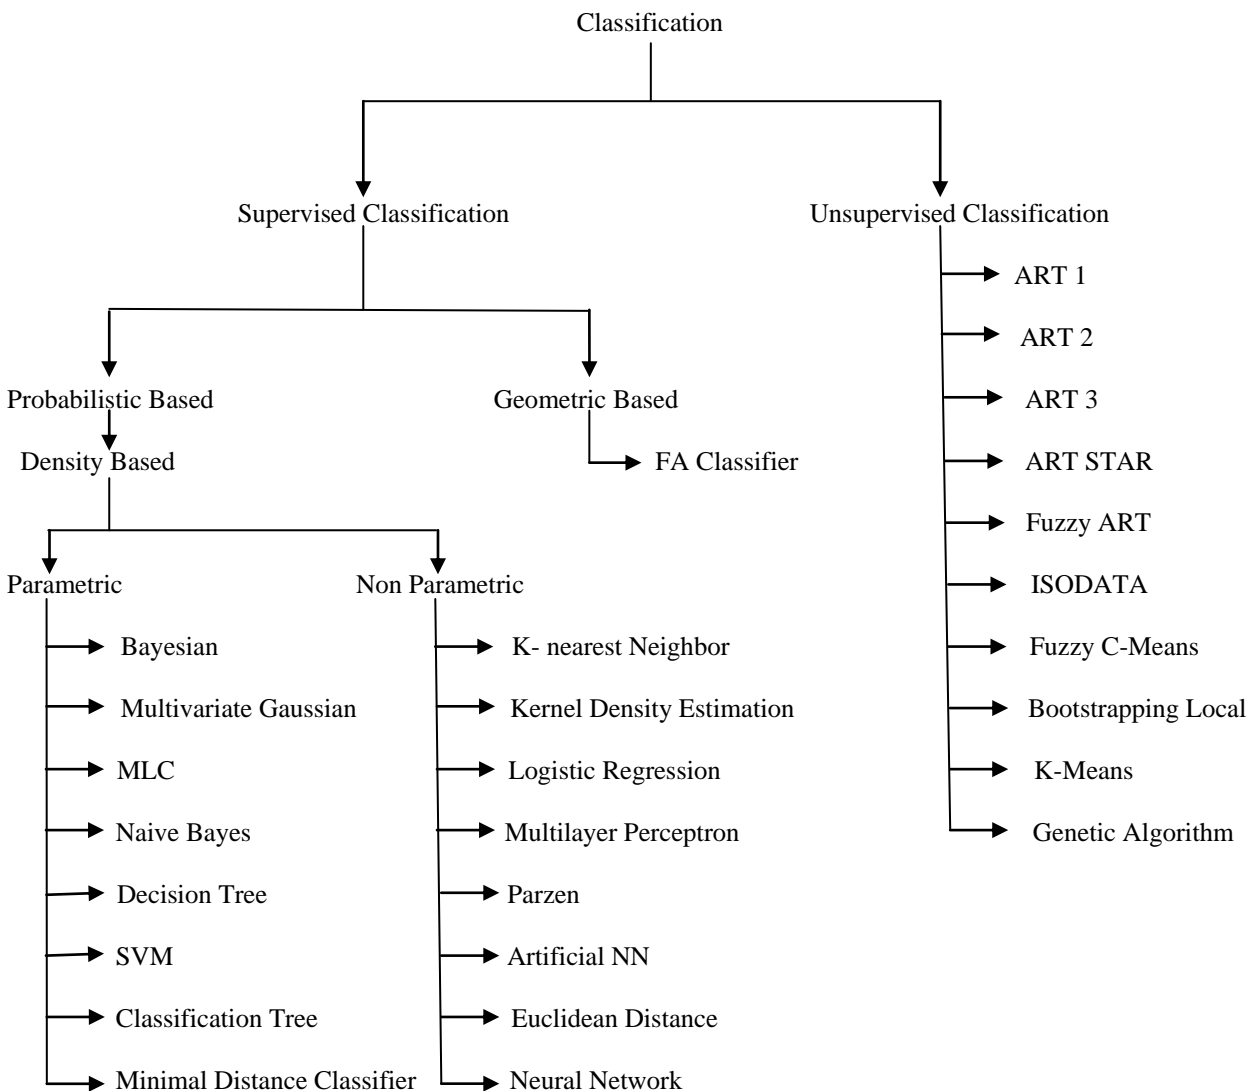 Classification
Supervised Classification
Unsupervised Classification
ART 1
ART 2
Probabilistic Based
Geometric Based
ART 3
Density Based
FA Classifier
ART STAR
Fuzzy ART
Parametric
Non Parametric
ISODATA
Bayesian
K- nearest Neighbor
Fuzzy C-Means
Multivariate Gaussian
Kernel Density Estimation
Bootstrapping Local
MLC
Logistic Regression
K-Means
Naive Bayes
Multilayer Perceptron
Genetic Algorithm
Decision Tree
Parzen
SVM
Artificial NN
Classification Tree
Euclidean Distance
Minimal Distance Classifier
Neural Network